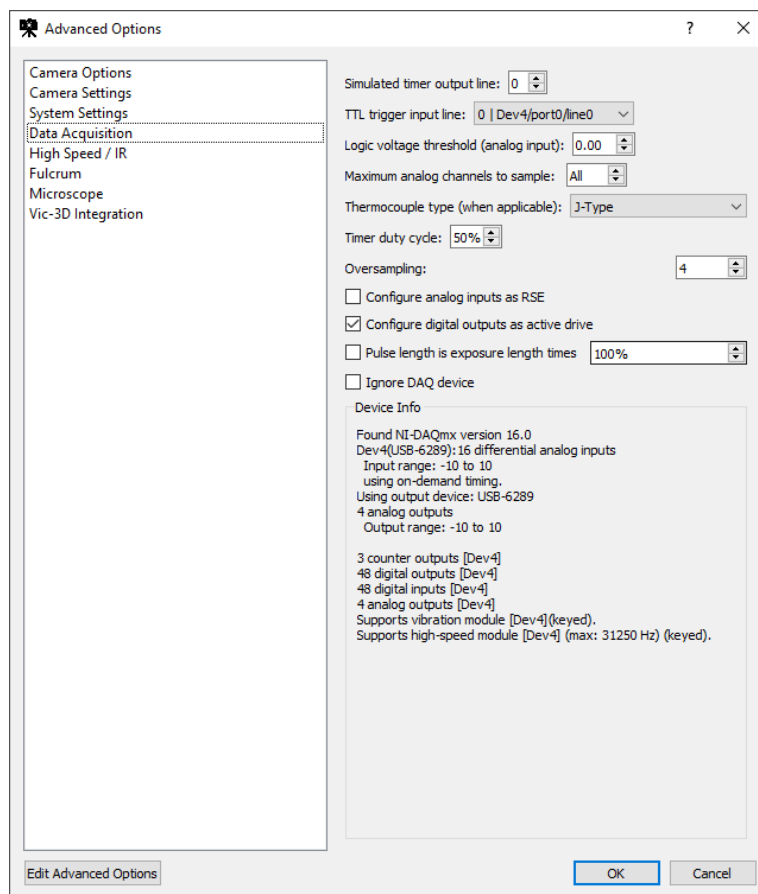 Advanced Options
?
Camera Options
Camera Settings
System Settings
Data Acquisition
High Speed / IR
Fulcrum
Microscope
Vic-3D Integration
Simulated timer output line: 0
TTL trigger input line: 0 | Dev4/port0/line0
Logic voltage threshold (analog input): 0.00
Maximum analog channels to sample: All
Thermocouple type (when applicable): J-Type
Timer duty cycle: 50%
Oversampling: 4
Configure analog inputs as RSE
Configure digital outputs as active drive
Pulse length is exposure length times 100%
Ignore DAQ device
Device Info
Found NI-DAQmx version 16.0
Dev4(USB-6289):16 differential analog inputs
Input range: -10 to 10
using on-demand timing.
Using output device: USB-6289
4 analog outputs
Output range: -10 to 10
3 counter outputs [Dev4]
48 digital outputs [Dev4]
48 digital inputs [Dev4]
4 analog outputs [Dev4]
Supports vibration module [Dev4](keyed).
Supports high-speed module [Dev4] (max: 31250 Hz) (keyed).
Edit Advanced Options
OK
Cancel